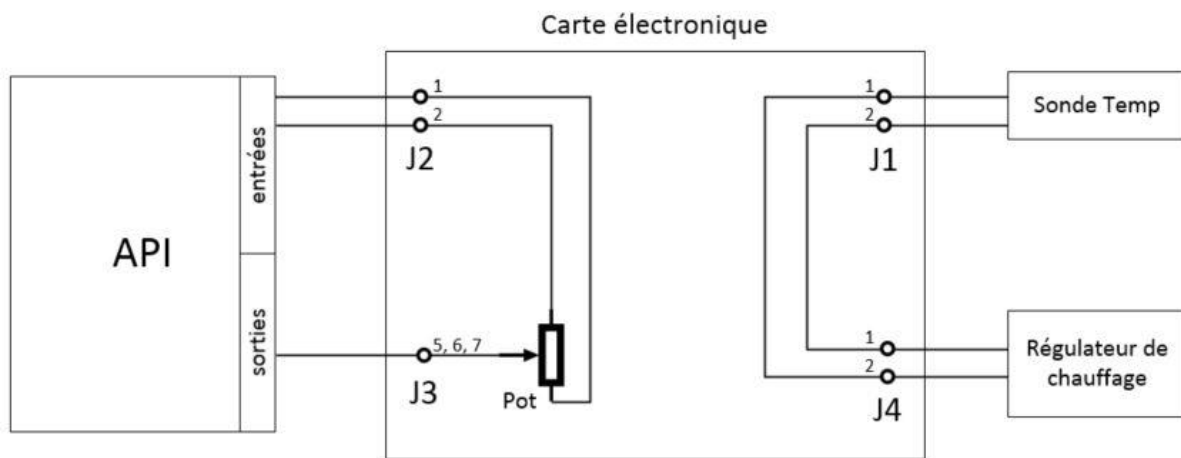 Carte électronique
API
entrées
sorties
1
2
J2
5, 6, 7
J3
Pot
1
2
J1
Sonde Temp
1
2
J4
Régulateur de
chauffage